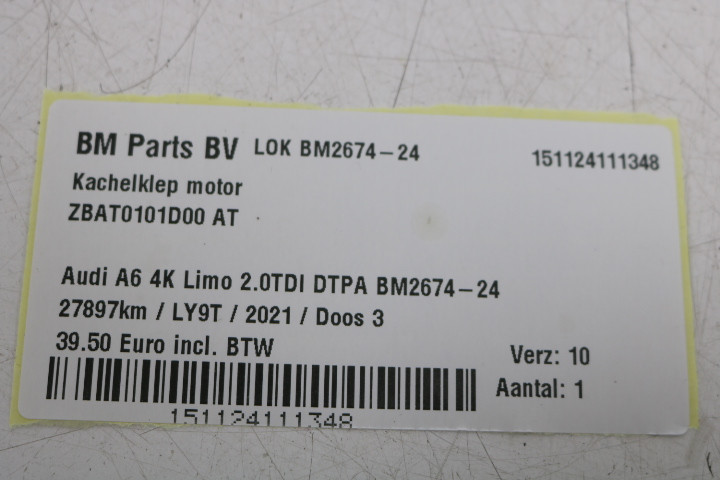 BM Parts BV LOK BM2674-24 151124111348
Kachelklep motor
ZBAT0101D00 AT
Audi A6 4K Limo 2.0TDI DTPA BM2674-24
27897km / LY9T / 2021 / Doos 3
39.50 Euro incl. BTW Verz: 10
Aantal: 1
151124111348